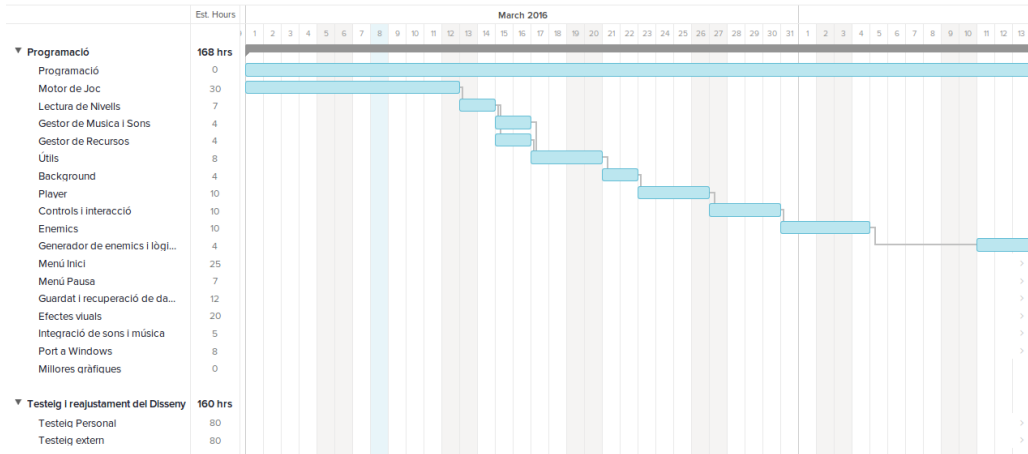 Est. Hours March 2016
1 2 3 4 5 6 7 8 9 10 11 12 13 14 15 16 17 18 19 20 21 22 23 24 25 26 27 28 29 30 31 1 2 3 4 5 6 7 8 9 10 11 12 13
Programació 168 hrs
Programació 0
Motor de Joc 30
Lectura de Nivells 7
Gestor de Musica i Sons 4
Gestor de Recursos 4
Útils 8
Background 4
Player 10
Controls i interacció 10
Enemics 10
Generador de enemics i lògi... 4
Menú Inici 25
Menú Pausa 7
Guardat i recuperació de da... 12
Efectes viuals 20
Integració de sons i música 5
Port a Windows 8
Millores gràfiques 0
Testeig I reajustament del Disseny 160 hrs
Testeig Personal 80
Testeig extern 80